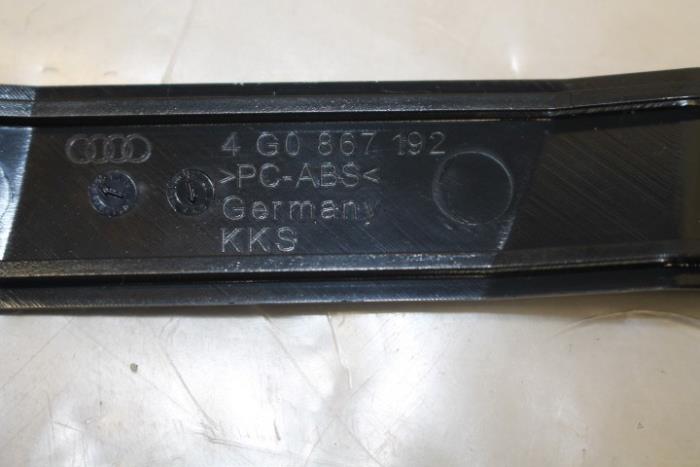 4 G0 867 192
>PC-ABS<
Germany
KKS